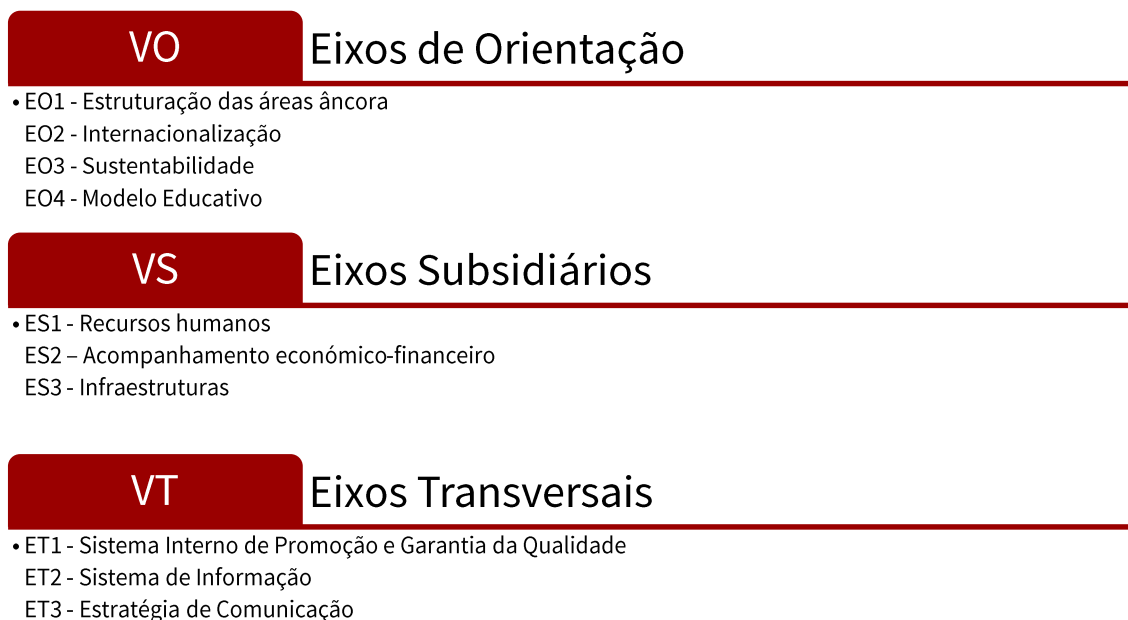 VO Eixos de Orientação
• EO1 - Estruturação das áreas âncora
EO2 - Internacionalização
EO3 - Sustentabilidade
EO4 - Modelo Educativo
VS Eixos Subsidiários
• ES1 - Recursos humanos
ES2 – Acompanhamento económico-financeiro
ES3 - Infraestruturas
VT Eixos Transversais
• ET1 - Sistema Interno de Promoção e Garantia da Qualidade
ET2 - Sistema de Informação
ET3 - Estratégia de Comunicação